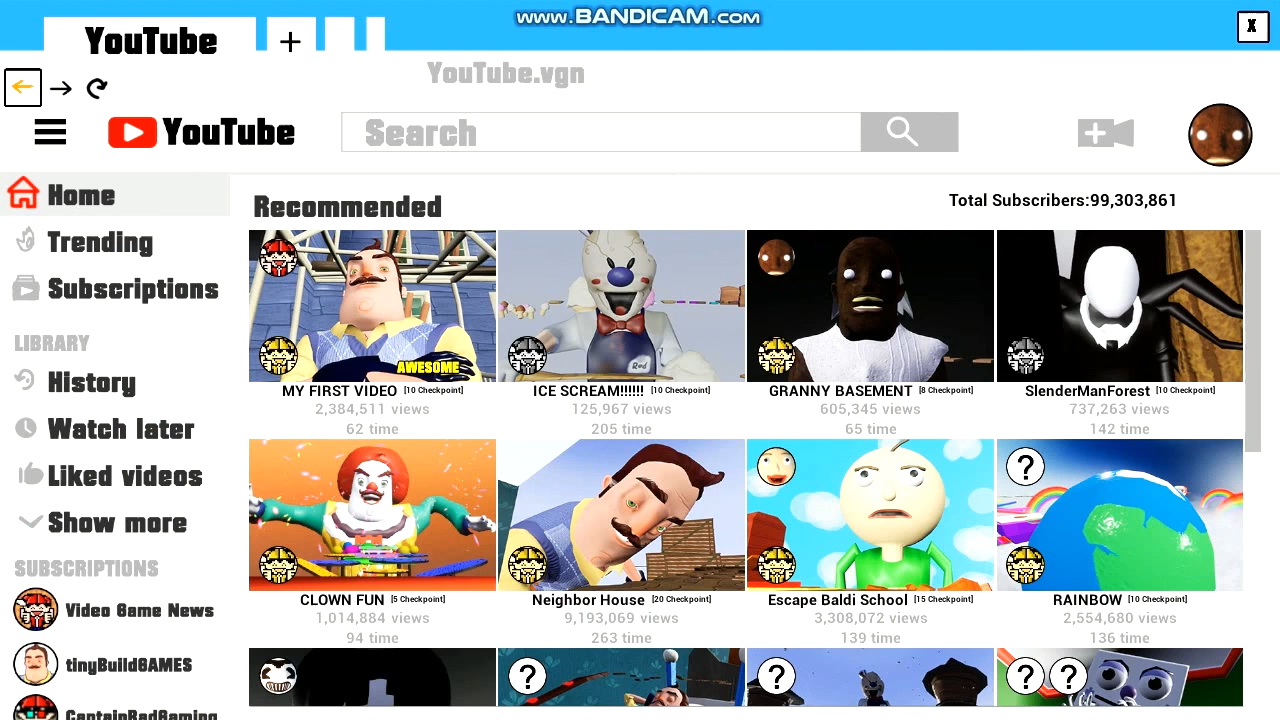 www.BANDICAM.com
X
YouTube
+
YouTube.vgn
YouTube
Search
Home
Trending
Subscriptions
LIBRARY
History
Watch later
Liked videos
Show more
SUBSCRIPTIONS
Video Game News
tinyBuildGAMES
CaptainBadGaming
Recommended
Total Subscribers:99,303,861
AWESOME
Rod
MY FIRST VIDEO [10 Checkpoint]
2,384,511 views
62 time
ICE SCREAM!!!!!! [10 Checkpoint]
125,967 views
205 time
GRANNY BASEMENT [8 Checkpoint]
605,345 views
65 time
SlenderManForest [10 Checkpoint]
737,263 views
142 time
?
CLOWN FUN [5 Checkpoint]
1,014,884 views
94 time
Neighbor House [20 Checkpoint]
9,193,069 views
263 time
Escape Baldi School [15 Checkpoint]
3,308,072 views
139 time
RAINBOW [10 Checkpoint]
2,554,680 views
136 time
?
?
? ?